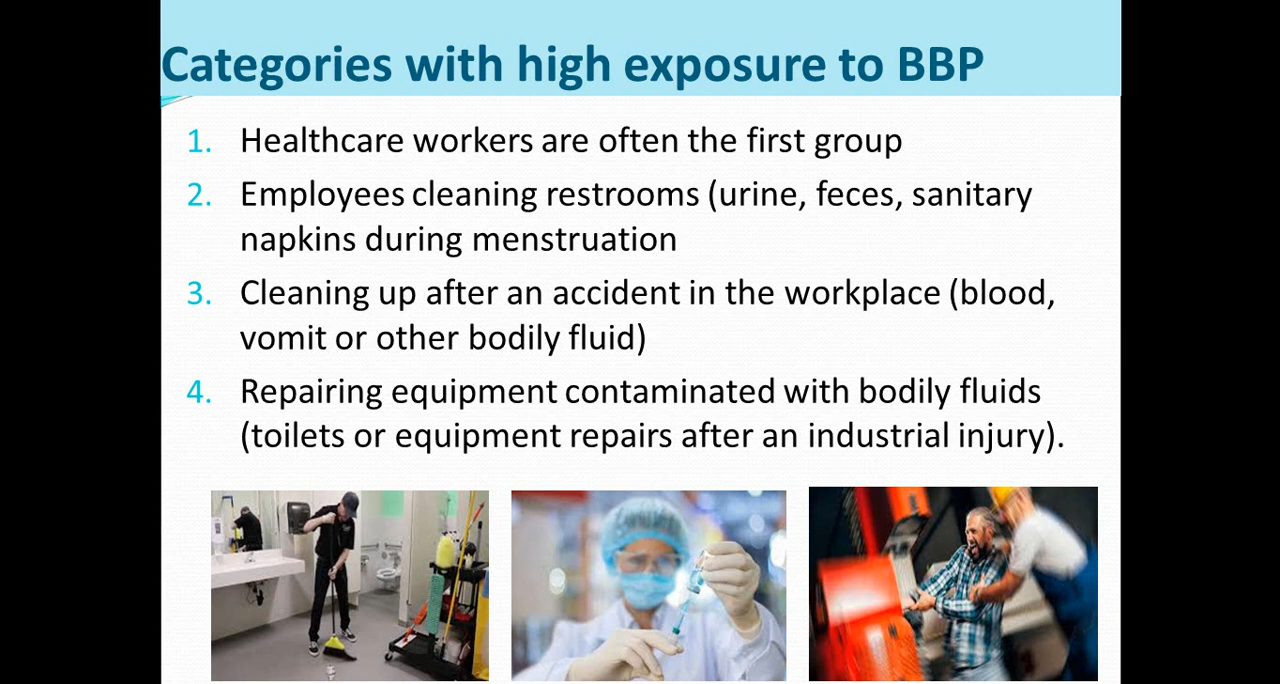 Categories with high exposure to BBP
1. Healthcare workers are often the first group
2. Employees cleaning restrooms (urine, feces, sanitary
napkins during menstruation
3. Cleaning up after an accident in the workplace (blood,
vomit or other bodily fluid)
4. Repairing equipment contaminated with bodily fluids
(toilets or equipment repairs after an industrial injury).